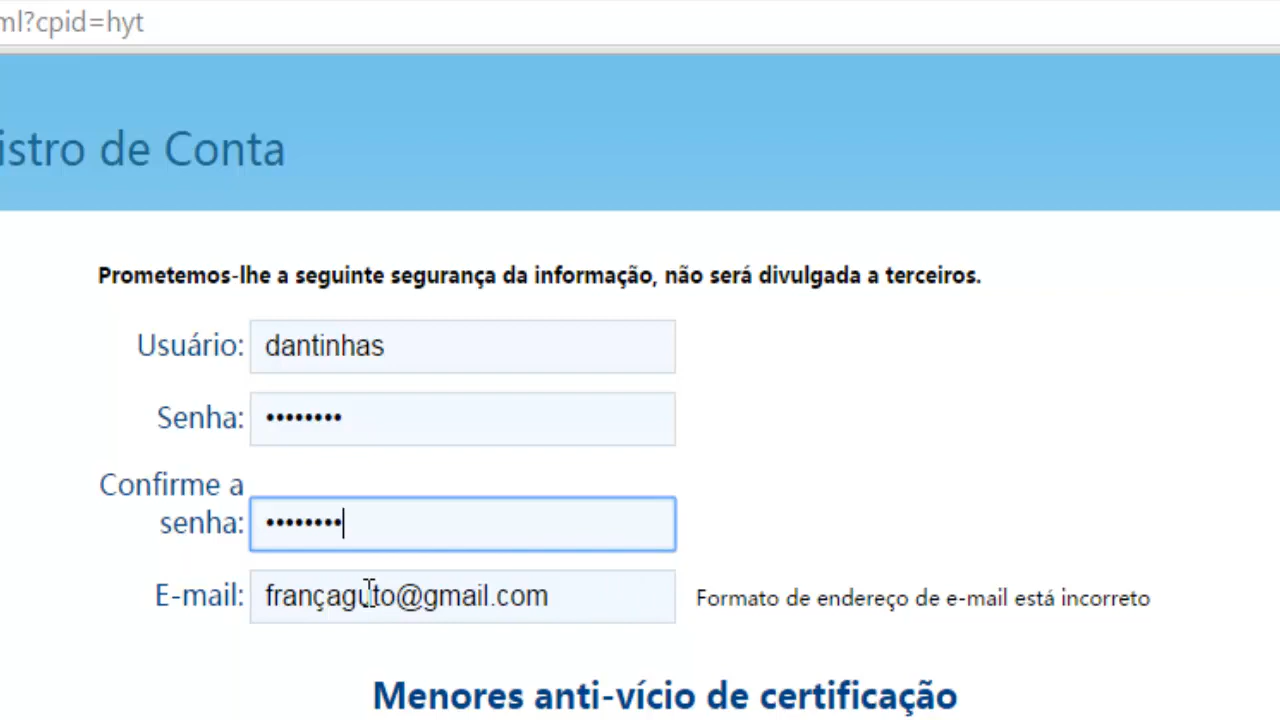 ml?cpid=hyt
istro de Conta
Prometemos-lhe a seguinte segurança da informação, não será divulgada a terceiros.
Usuário: dantinhas
Senha: ••••••••
Confirme a
senha: ••••••••
E-mail: françaguto@gmail.com Formato de endereço de e-mail está incorreto
Menores anti-vício de certificação